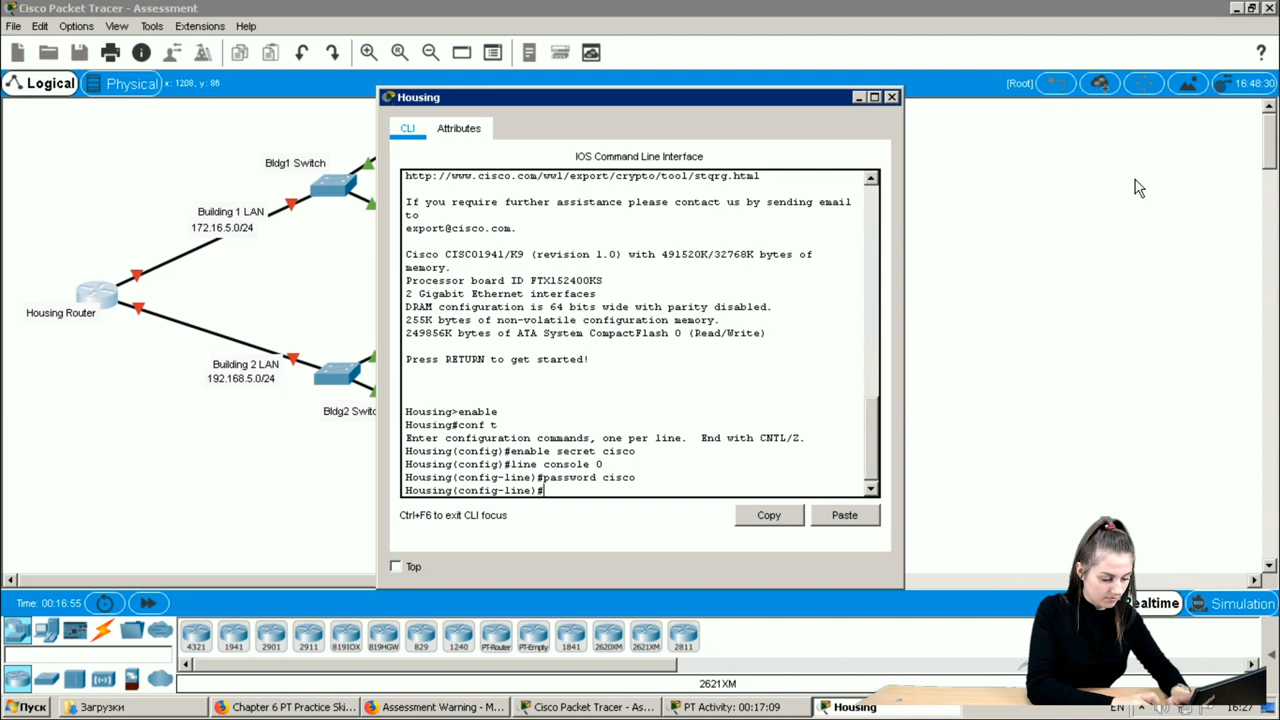 Cisco Packet Tracer - Assessment
File Edit Options View Tools Extensions Help
Logical Physical x: 1208, y: 86 [Root] 16:48:30
Housing
CLI Attributes
IOS Command Line Interface
http://www.cisco.com/wwl/export/crypto/tool/stqrg.html
If you require further assistance please contact us by sending email
to
export@cisco.com.
Cisco CISCO1941/K9 (revision 1.0) with 491520K/32768K bytes of
memory.
Processor board ID FTX152400KS
2 Gigabit Ethernet interfaces
DRAM configuration is 64 bits wide with parity disabled.
255K bytes of non-volatile configuration memory.
249856K bytes of ATA System CompactFlash 0 (Read/Write)
Press RETURN to get started!
Housing>enable
Housing#conf t
Enter configuration commands, one per line. End with CNTL/Z.
Housing(config)#enable secret cisco
Housing(config)#line console 0
Housing(config-line)#password cisco
Housing(config-line)#
Ctrl+F6 to exit CLI focus Copy Paste
Top
Bldg1 Switch
Building 1 LAN
172.16.5.0/24
Housing Router
Building 2 LAN
192.168.5.0/24
Bldg2 Switc
Time: 00:16:55 Realtime Simulation
4321 1941 2901 2911 819IOX 819HGW 829 1240 PT-Router PT-Empty 1841 2620XM 2621XM 2811
2621XM
Пуск Загрузки Chapter 6 PT Practice Ski... Assessment Warning - M... Cisco Packet Tracer - As... PT Activity: 00:17:09 Housing EN 16:27